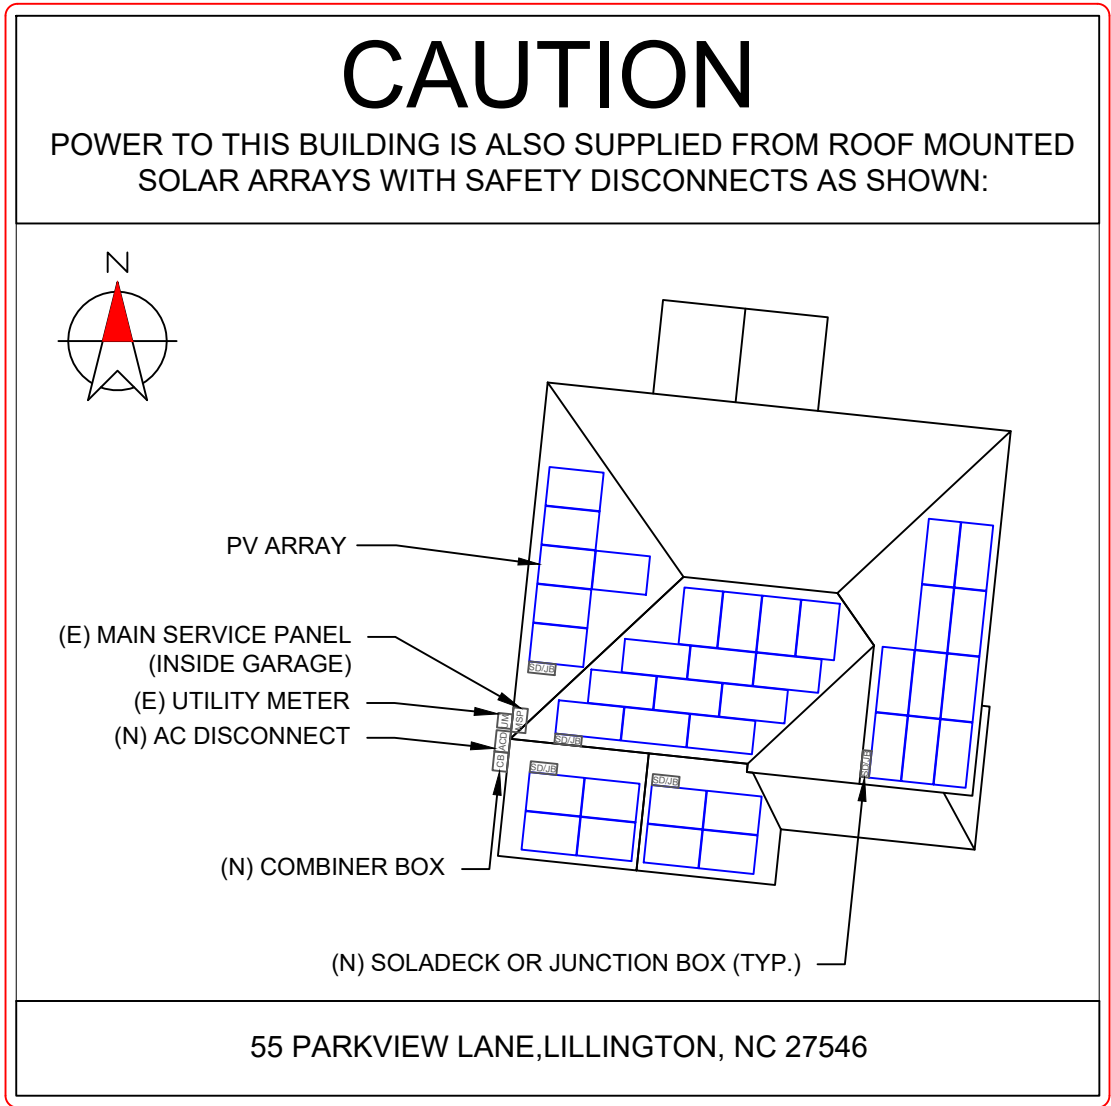 CAUTION
POWER TO THIS BUILDING IS ALSO SUPPLIED FROM ROOF MOUNTED
SOLAR ARRAYS WITH SAFETY DISCONNECTS AS SHOWN:
N
PV ARRAY
(E) MAIN SERVICE PANEL
(INSIDE GARAGE)
(E) UTILITY METER
(N) AC DISCONNECT
SD/JB
MSP
UM
ACD
CB
SD/JB
SD/JB
SD/JB
SD/JB
(N) COMBINER BOX
(N) SOLADECK OR JUNCTION BOX (TYP.)
55 PARKVIEW LANE,LILLINGTON, NC 27546